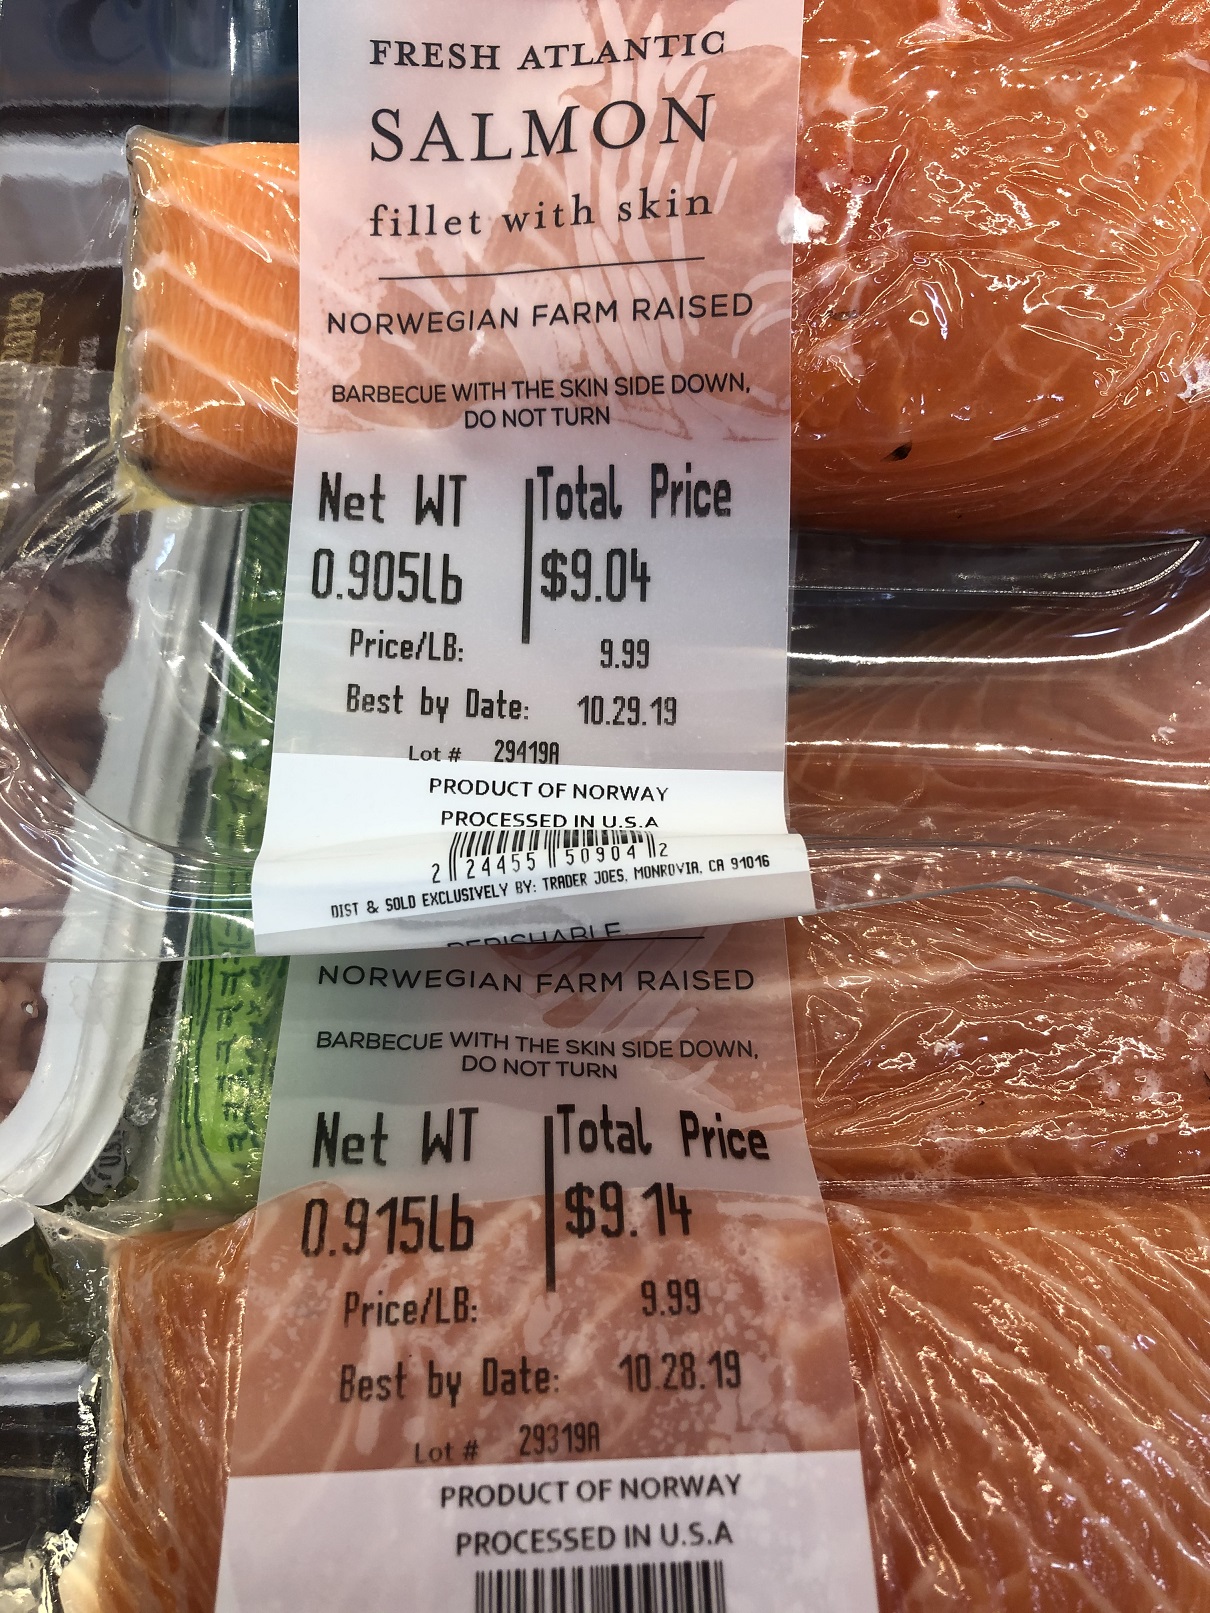 FRESH ATLANTIC
SALMON
fillet with skin
NORWEGIAN FARM RAISED
BARBECUE WITH THE SKIN SIDE DOWN,
DO NOT TURN
Net WT Total Price
0.905lb $9.04
Price/LB: 9.99
Best by Date: 10.29.19
Lot # 29419A
PRODUCT OF NORWAY
PROCESSED IN U.S.A
2 24455 50904 2
DIST & SOLD EXCLUSIVELY BY: TRADER JOES, MONROVIA, CA 91016
PERISHABLE
NORWEGIAN FARM RAISED
BARBECUE WITH THE SKIN SIDE DOWN,
DO NOT TURN
Net WT Total Price
0.915lb $9.14
Price/LB: 9.99
Best by Date: 10.28.19
Lot # 29319A
PRODUCT OF NORWAY
PROCESSED IN U.S.A